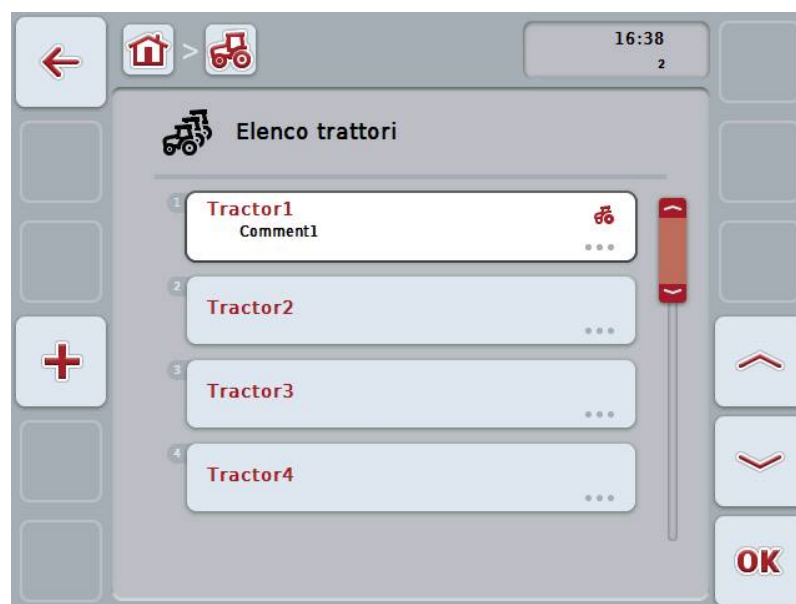 16:38
2
Elenco trattori
1
Tractor1
Comment1
2
Tractor2
3
Tractor3
4
Tractor4
OK